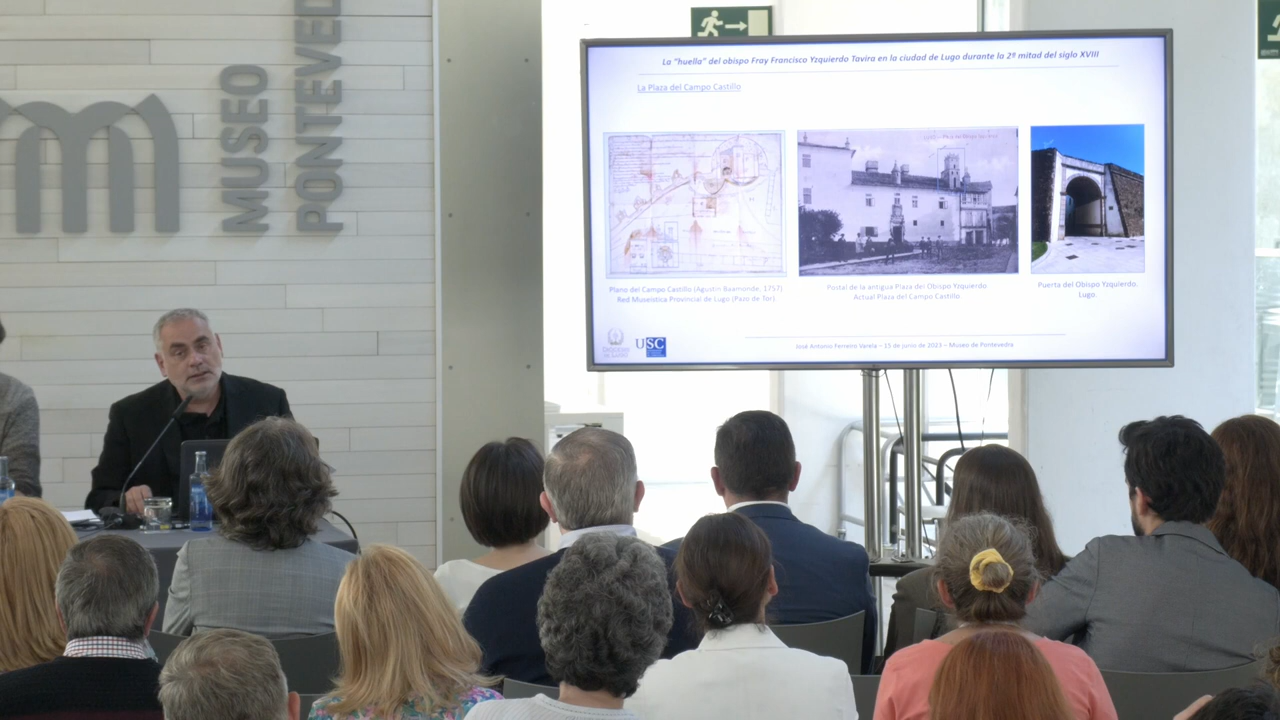 MUSEO
PONTEVED
La "huella" del obispo Fray Francisco Yzquierdo Tavira en la ciudad de Lugo durante la 2ª mitad del siglo XVIII
La Plaza del Campo Castillo
Plano del Campo Castillo (Agustín Baamonde. 1757)
Red Museística Provincial de Lugo (Pazo de Tor)
Postal de la antigua Plaza del Obispo Yzquierdo
Actual Plaza del Campo Castillo
Puerta del Obispo Yzquierdo.
Lugo.
USC
José Antonio Ferreiro Varela – 15 de junio de 2023 – Museo de Pontevedra